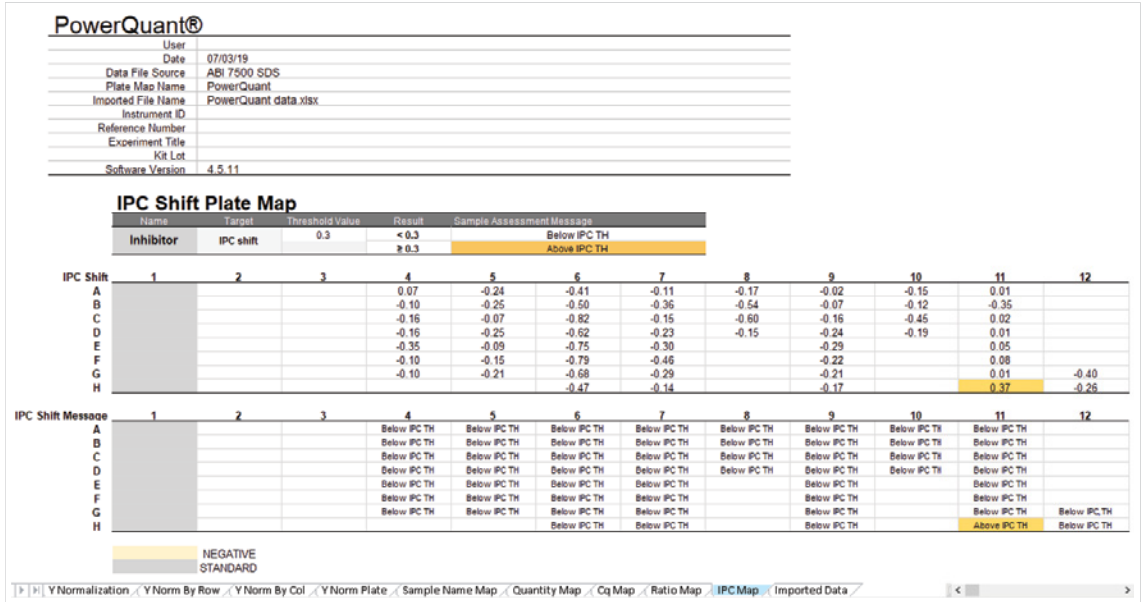 PowerQuant®
User
Date 07/03/19
Data File Source ABI 7500 SDS
Plate Map Name PowerQuant
Imported File Name PowerQuant data.xlsx
Instrument ID
Reference Number
Experiment Title
Kit Lot
Software Version 4.5.11
IPC Shift Plate Map
Name Target Threshold Value Result Sample Assessment Message
Inhibitor IPC shift 0.3 < 0.3 Below IPC TH
≥ 0.3 Above IPC TH
IPC Shift 1 2 3 4 5 6 7 8 9 10 11 12
A 0.07 -0.24 -0.41 -0.11 -0.17 -0.02 -0.15 0.01
B -0.10 -0.25 -0.50 -0.36 -0.54 -0.07 -0.12 -0.35
C -0.16 -0.07 -0.82 -0.15 -0.60 -0.16 -0.45 0.02
D -0.16 -0.25 -0.62 -0.23 -0.15 -0.24 -0.19 0.01
E -0.35 -0.09 -0.75 -0.30 -0.29 0.05
F -0.10 -0.15 -0.79 -0.46 -0.22 0.08
G -0.10 -0.21 -0.68 -0.29 -0.21 0.01 -0.40
H -0.47 -0.14 -0.17 0.37 -0.26
IPC Shift Message 1 2 3 4 5 6 7 8 9 10 11 12
A Below IPC TH Below IPC TH Below IPC TH Below IPC TH Below IPC TH Below IPC TH Below IPC TH Below IPC TH
B Below IPC TH Below IPC TH Below IPC TH Below IPC TH Below IPC TH Below IPC TH Below IPC TH Below IPC TH
C Below IPC TH Below IPC TH Below IPC TH Below IPC TH Below IPC TH Below IPC TH Below IPC TH Below IPC TH
D Below IPC TH Below IPC TH Below IPC TH Below IPC TH Below IPC TH Below IPC TH Below IPC TH Below IPC TH
E Below IPC TH Below IPC TH Below IPC TH Below IPC TH Below IPC TH Below IPC TH
F Below IPC TH Below IPC TH Below IPC TH Below IPC TH Below IPC TH Below IPC TH
G Below IPC TH Below IPC TH Below IPC TH Below IPC TH Below IPC TH Below IPC TH Below IPC TH
H Below IPC TH Below IPC TH Below IPC TH Above IPC TH Below IPC TH
NEGATIVE
STANDARD
Y Normalization Y Norm By Row Y Norm By Col Y Norm Plate Sample Name Map Quantity Map Cq Map Ratio Map IPC Map Imported Data